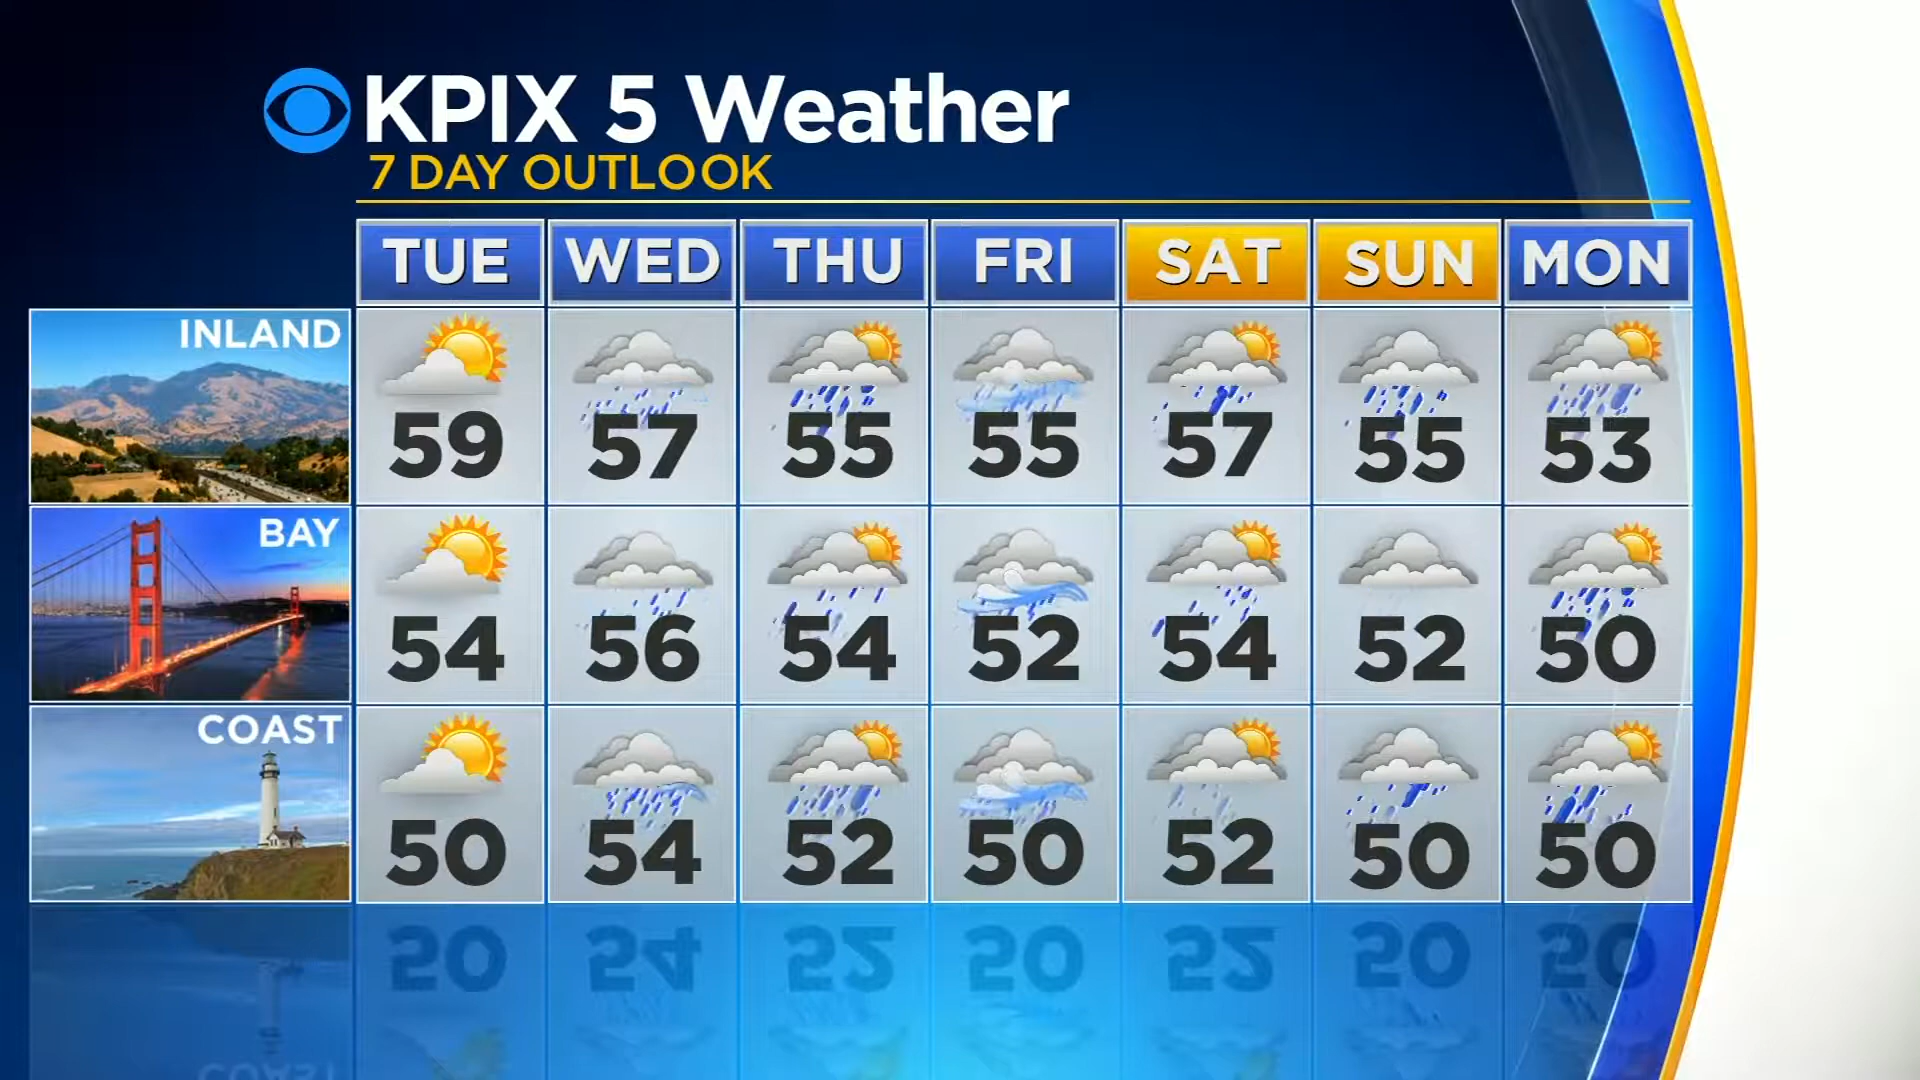 KPIX 5 Weather
7 DAY OUTLOOK
TUE WED THU FRI SAT SUN MON
INLAND
59 57 55 55 57 55 53
BAY
54 56 54 52 54 52 50
COAST
50 54 52 50 52 50 50